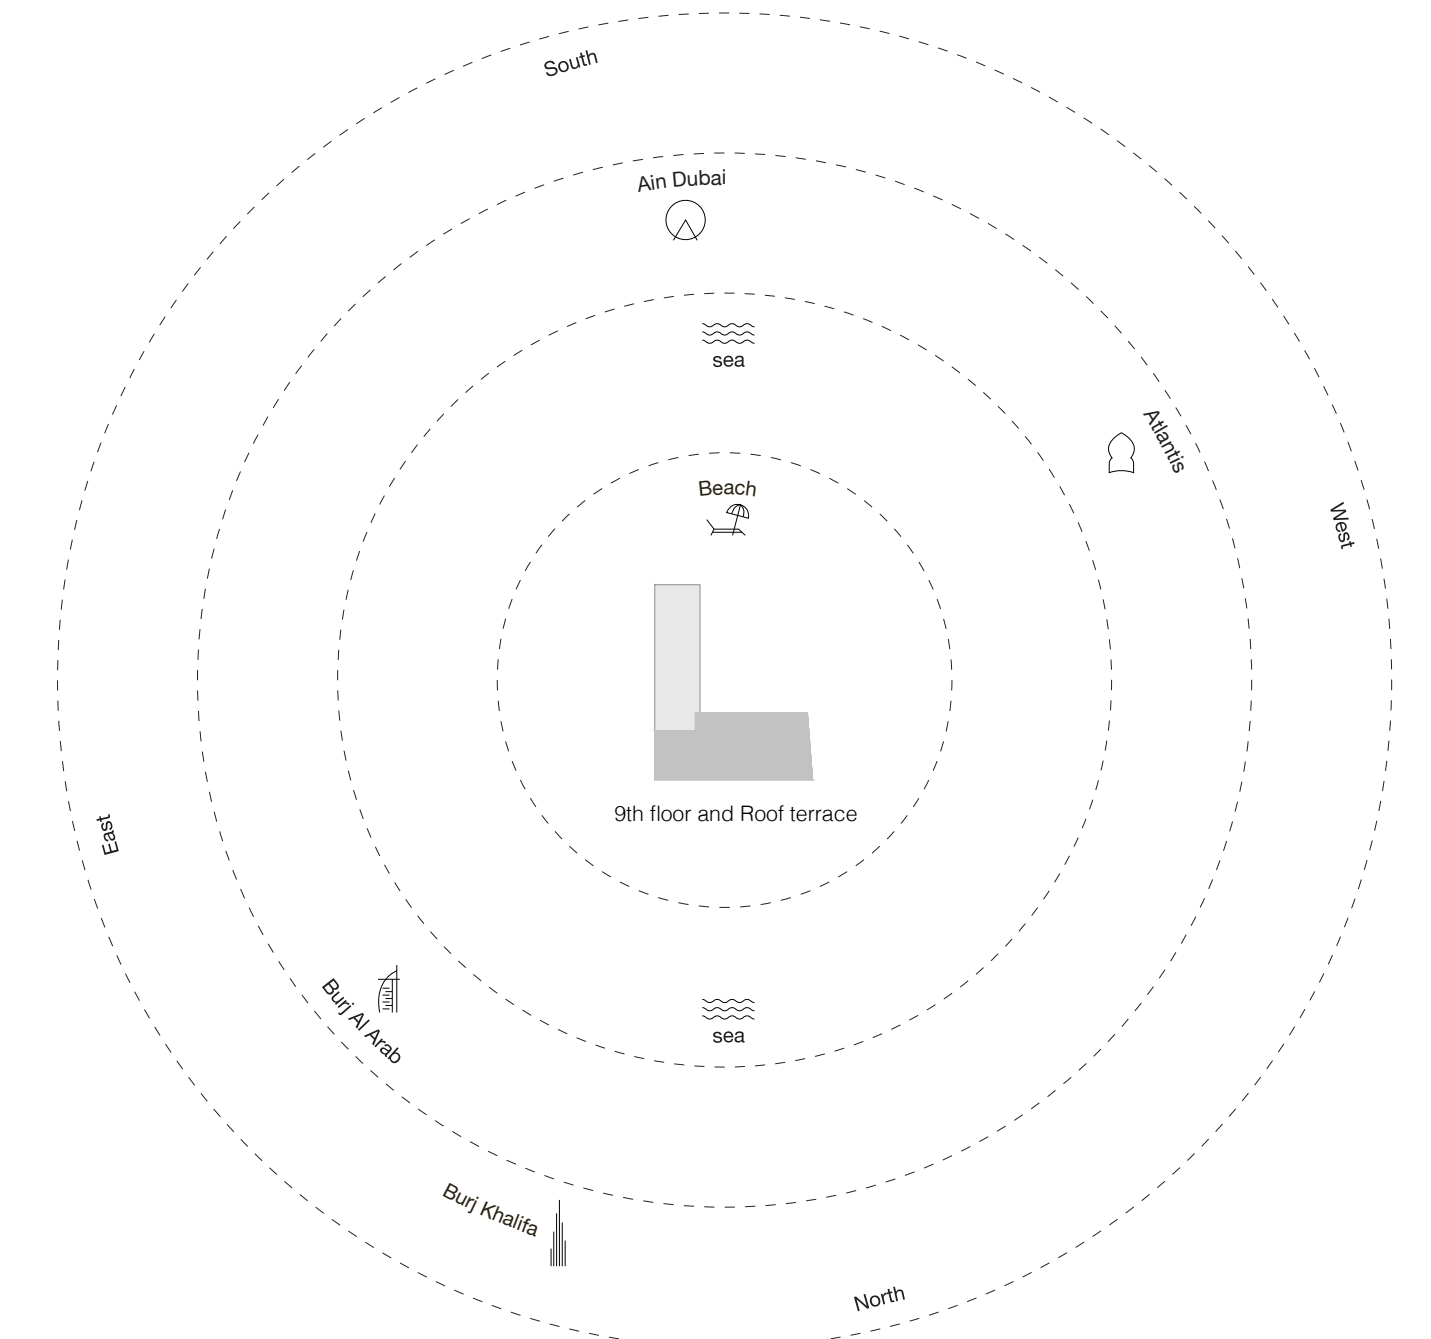 South
Ain Dubai
sea
Atlantis
Beach
West
9th floor and Roof terrace
East
Burj Al Arab
sea
Burj Khalifa
North